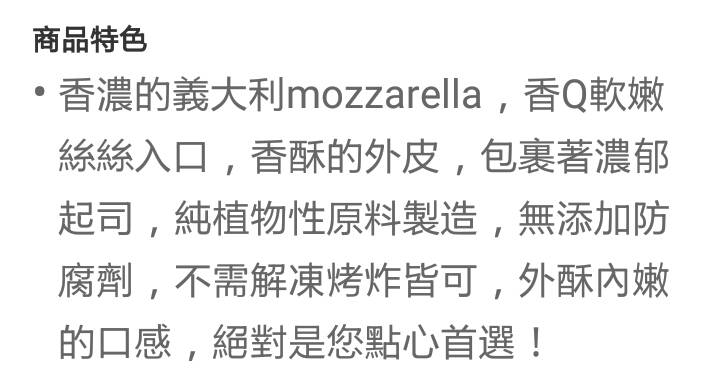 商品特色
• 香濃的義大利mozzarella，香Q軟嫩
絲絲入口，香酥的外皮，包裹著濃郁
起司，純植物性原料製造，無添加防
腐劑，不需解凍烤炸皆可，外酥內嫩
的口感，絕對是您點心首選！